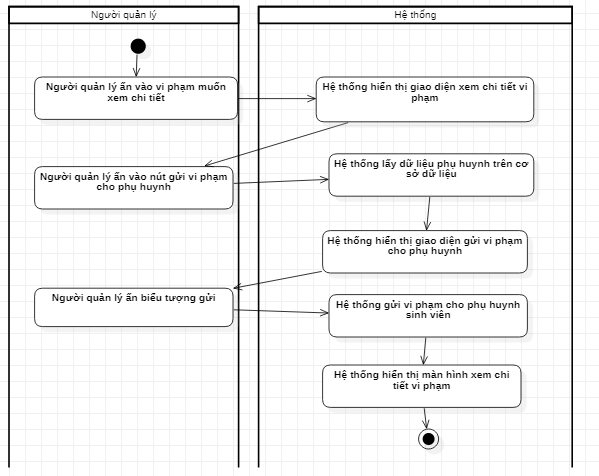 Người quản lý
Hệ thống
Người quản lý ấn vào vi phạm muốn
xem chi tiết
Hệ thống hiển thị giao diện xem chi tiết vi
phạm
Người quản lý ấn vào nút gửi vi phạm
cho phụ huynh
Hệ thống lấy dữ liệu phụ huynh trên cơ
sở dữ liệu
Hệ thống hiển thị giao diện gửi vi phạm
cho phụ huynh
Người quản lý ấn biểu tượng gửi
Hệ thống gửi vi phạm cho phụ huynh
sinh viên
Hệ thống hiển thị màn hình xem chi
tiết vi phạm